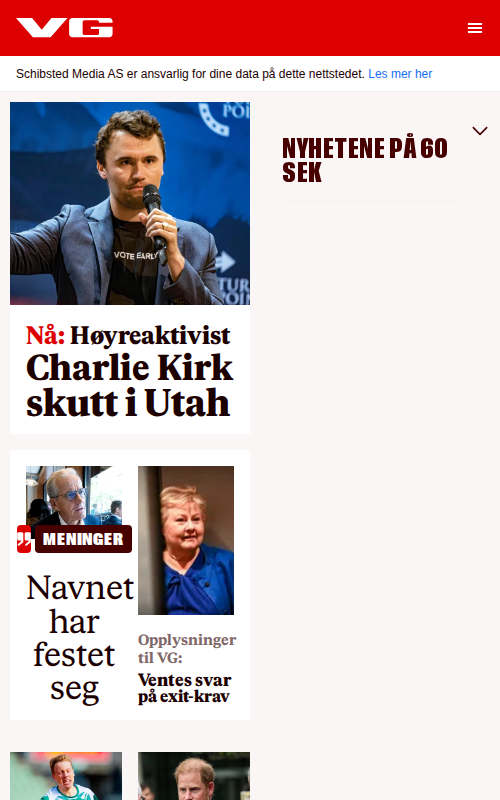 VG
Schibsted Media AS er ansvarlig for dine data på dette nettstedet. Les mer her
VOTE EARLY
NYHETENE PÅ 60
SEK
Nå: Høyreaktivist
Charlie Kirk
skutt i Utah
MENINGER
Navnet
har
festet
seg
Opplysninger
til VG:
Ventes svar
på exit-krav